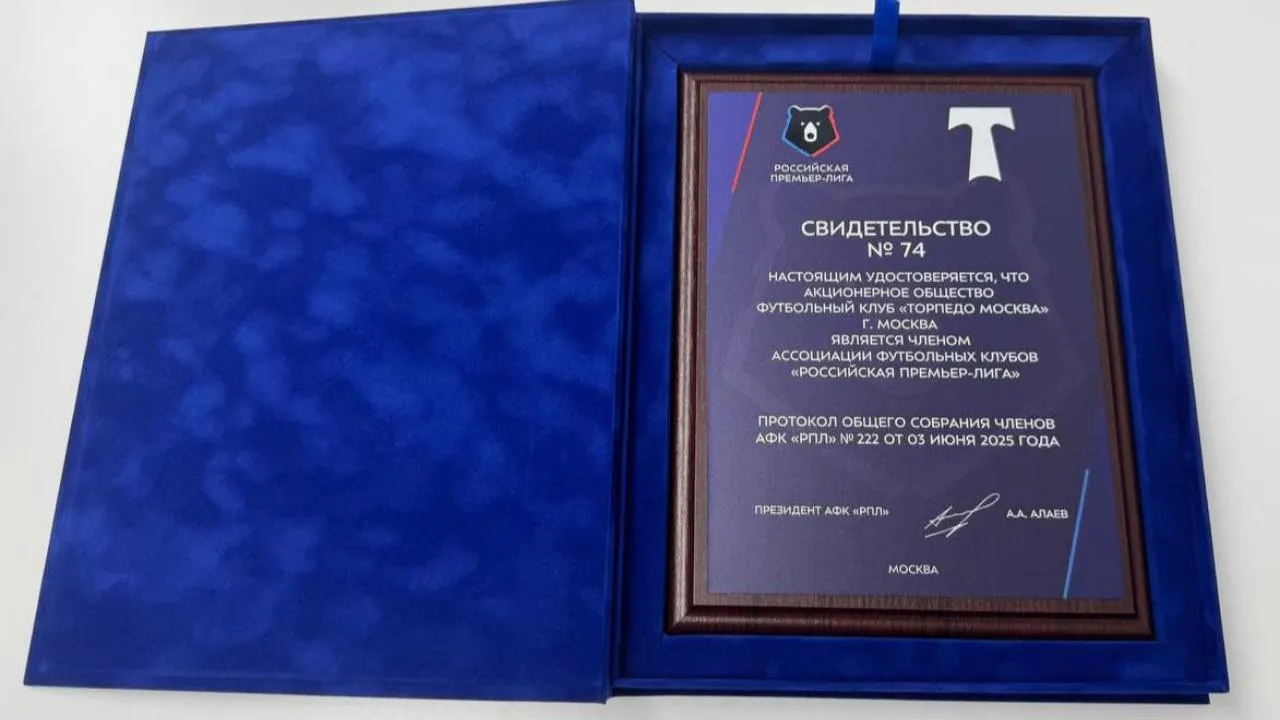 РОССИЙСКАЯ
ПРЕМЬЕР-ЛИГА
Т
СВИДЕТЕЛЬСТВО
№ 74
НАСТОЯЩИМ УДОСТОВЕРЯЕТСЯ, ЧТО
АКЦИОНЕРНОЕ ОБЩЕСТВО
ФУТБОЛЬНЫЙ КЛУБ «ТОРПЕДО МОСКВА»
Г. МОСКВА
ЯВЛЯЕТСЯ ЧЛЕНОМ
АССОЦИАЦИИ ФУТБОЛЬНЫХ КЛУБОВ
«РОССИЙСКАЯ ПРЕМЬЕР-ЛИГА»
ПРОТОКОЛ ОБЩЕГО СОБРАНИЯ ЧЛЕНОВ
АФК «РПЛ» № 222 ОТ 03 ИЮНЯ 2025 ГОДА
ПРЕЗИДЕНТ АФК «РПЛ» А.А. АЛАЕВ
МОСКВА